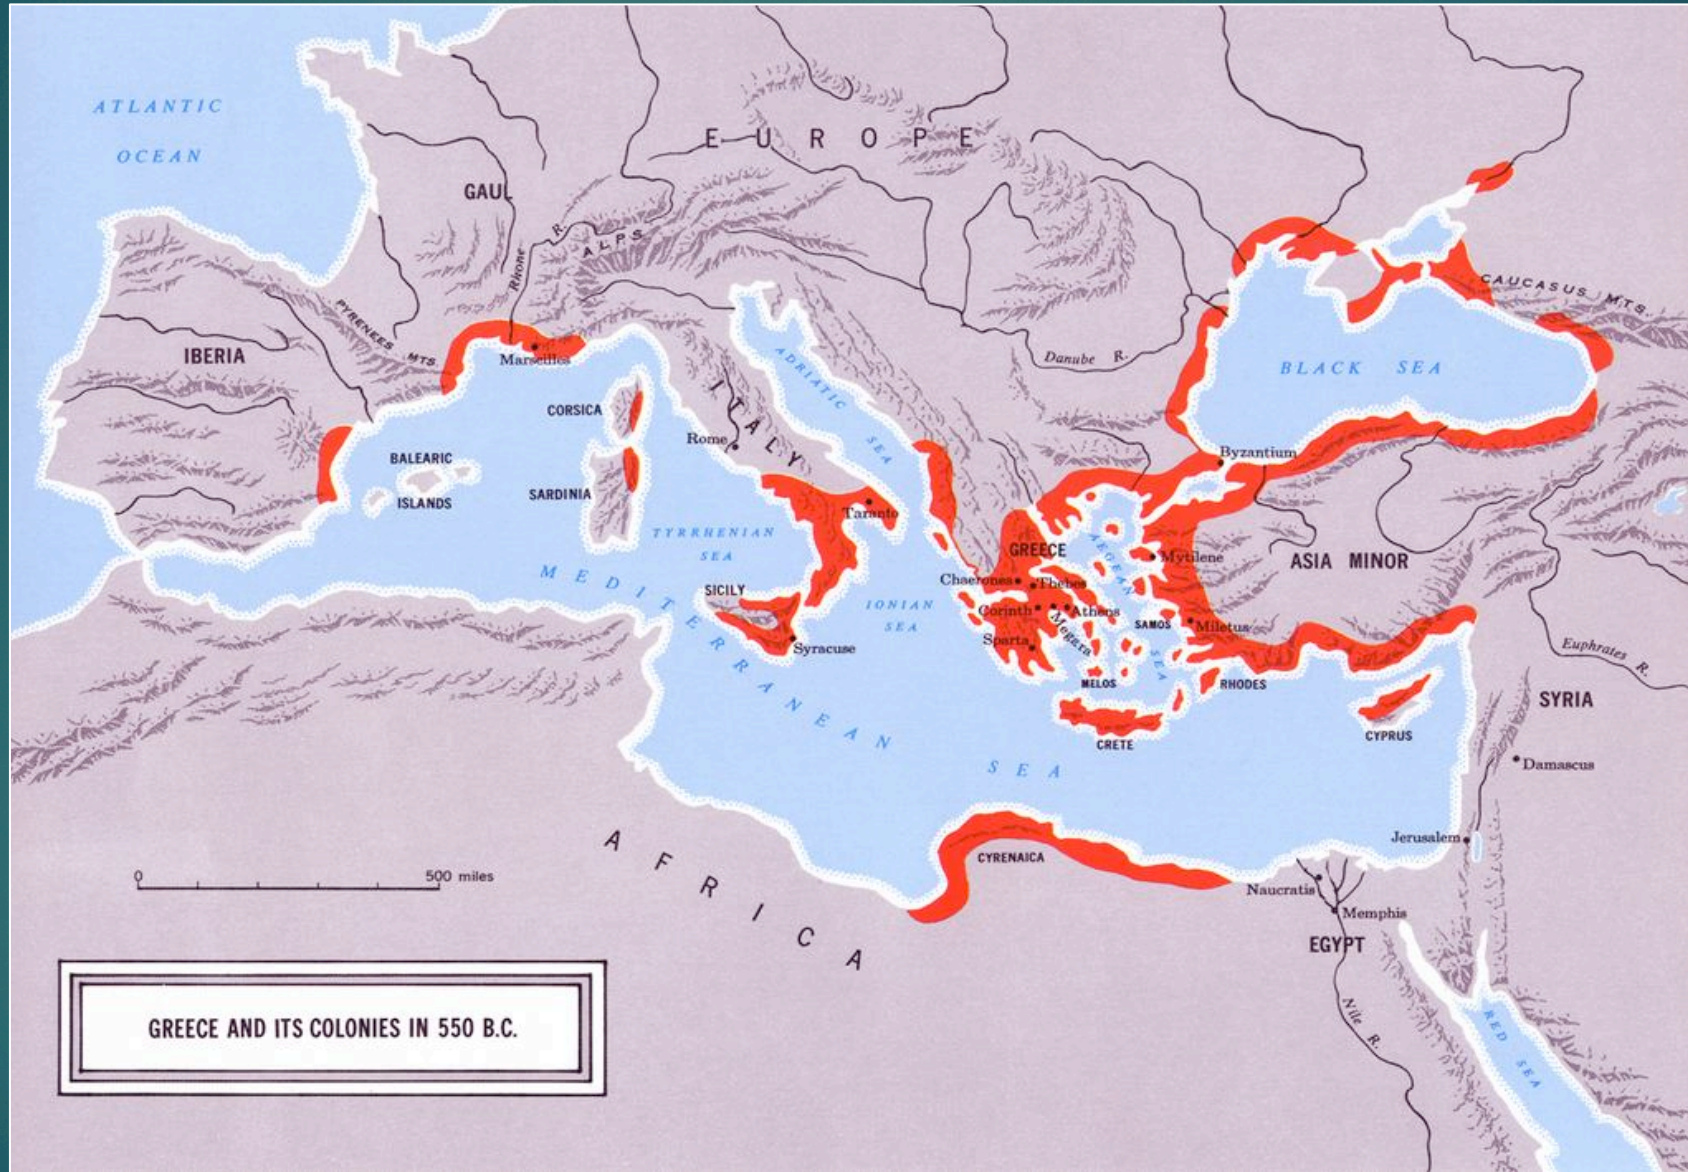 ATLANTIC
OCEAN
EUROPE
GAUL
Rhone R.
ALPS
PYRENEES MTS.
CAUCASUS MTS.
IBERIA
Marseilles
ADRIATIC
SEA
Danube R.
BLACK SEA
CORSICA
ITALY
Rome
BALEARIC
ISLANDS
SARDINIA
Byzantium
Taranto
TYRRHENIAN
SEA
GREECE
AEGEAN
SEA
Mytilene
ASIA MINOR
MEDITERRANEAN
SEA
Chaeronea
Thebes
SICILY
IONIAN
SEA
Corinth
Athens
Megara
SAMOS
Miletus
Sparta
Syracuse
Euphrates R.
MELOS
RHODES
SYRIA
CRETE
CYPRUS
Damascus
Jerusalem
AFRICA
CYRENAICA
0 500 miles
Naucratis
Memphis
EGYPT
Nile R.
RED SEA
GREECE AND ITS COLONIES IN 550 B.C.